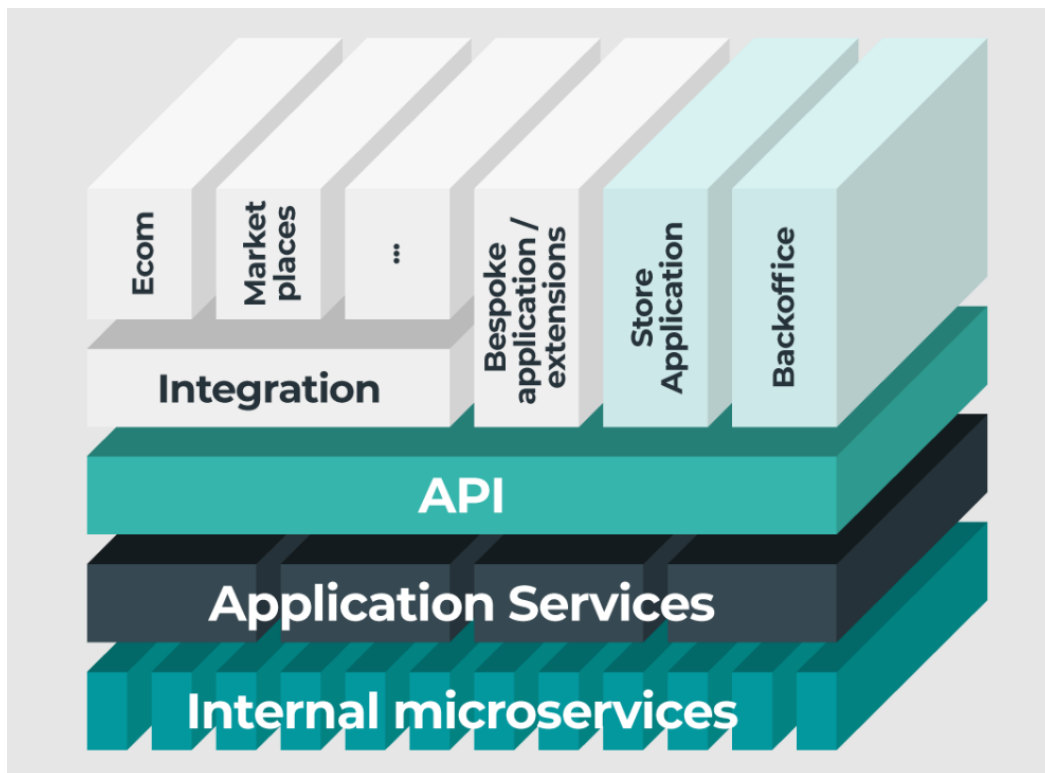 Ecom
Market
places
...
Bespoke
application /
extensions
Store
Application
Backoffice
Integration
API
Application Services
Internal microservices